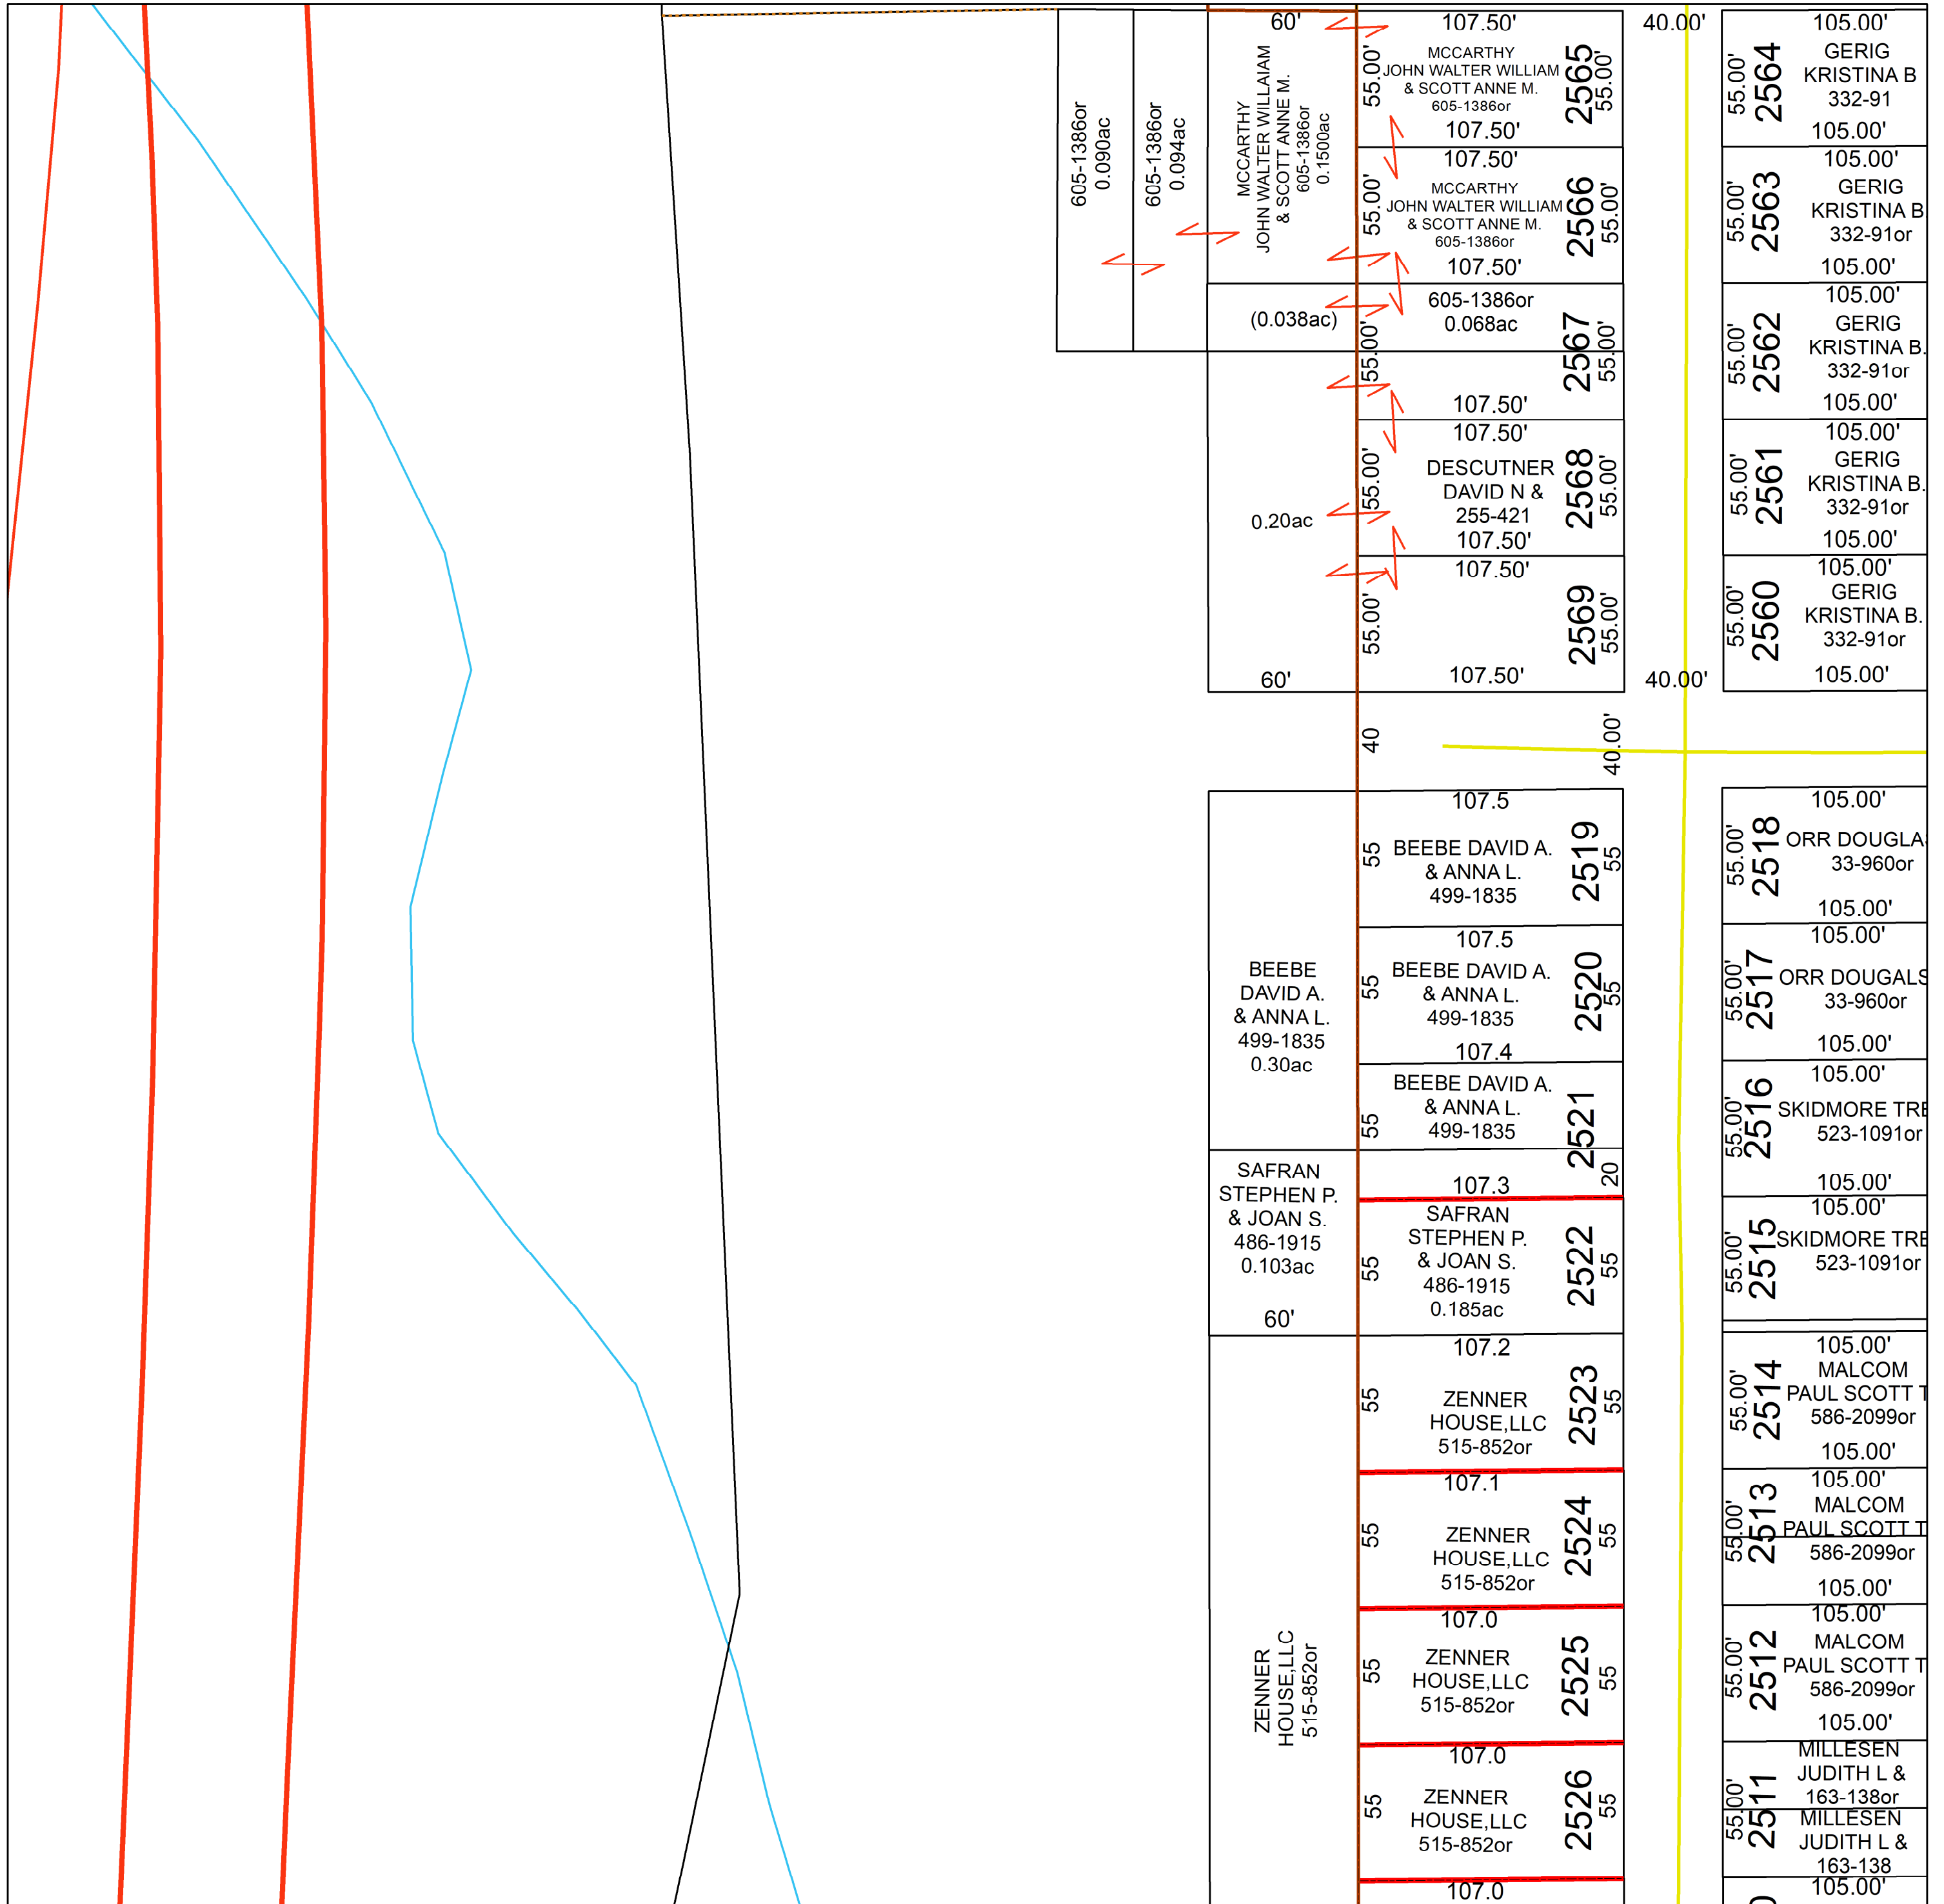 605-1386or
0.090ac
605-1386or
0.094ac
60'
MCCARTHY
JOHN WALTER WILLAIAM
& SCOTT ANNE M.
605-1386or
0.1500ac
(0.038ac)
0.20ac
60'
107.50'
55.00'
MCCARTHY
JOHN WALTER WILLIAM
& SCOTT ANNE M.
605-1386or
2565
55.00'
107.50'
107.50'
55.00'
MCCARTHY
JOHN WALTER WILLIAM
& SCOTT ANNE M.
605-1386or
2566
55.00'
107.50'
605-1386or
0.068ac
55.00'
2567
55.00'
107.50'
107.50'
55.00'
DESCUTNER
DAVID N &
255-421
2568
55.00'
107.50'
107.50'
55.00'
2569
55.00'
107.50'
40.00'
40.00'
40
40.00'
105.00'
55.00'
2564
GERIG
KRISTINA B
332-91
105.00'
105.00'
55.00'
2563
GERIG
KRISTINA B
332-91or
105.00'
105.00'
55.00'
2562
GERIG
KRISTINA B.
332-91or
105.00'
105.00'
55.00'
2561
GERIG
KRISTINA B.
332-91or
105.00'
105.00'
55.00'
2560
GERIG
KRISTINA B.
332-91or
105.00'
BEEBE
DAVID A.
& ANNA L.
499-1835
0.30ac
SAFRAN
STEPHEN P.
& JOAN S.
486-1915
0.103ac
60'
ZENNER
HOUSE,LLC
515-852or
107.5
55
BEEBE DAVID A.
& ANNA L.
499-1835
2519
55
107.5
55
BEEBE DAVID A.
& ANNA L.
499-1835
2520
55
107.4
55
BEEBE DAVID A.
& ANNA L.
499-1835
2521
20
107.3
55
SAFRAN
STEPHEN P.
& JOAN S.
486-1915
0.185ac
2522
55
107.2
55
ZENNER
HOUSE,LLC
515-852or
2523
55
107.1
55
ZENNER
HOUSE,LLC
515-852or
2524
55
107.0
55
ZENNER
HOUSE,LLC
515-852or
2525
55
107.0
55
ZENNER
HOUSE,LLC
515-852or
2526
55
107.0
105.00'
55.00'
2518
ORR DOUGLA
33-960or
105.00'
105.00'
55.00'
2517
ORR DOUGALS
33-960or
105.00'
105.00'
55.00'
2516
SKIDMORE TRE
523-1091or
105.00'
105.00'
55.00'
2515
SKIDMORE TRE
523-1091or
105.00'
55.00'
2514
MALCOM
PAUL SCOTT T
586-2099or
105.00'
105.00'
55.00'
2513
MALCOM
PAUL SCOTT T
586-2099or
105.00'
105.00'
55.00'
2512
MALCOM
PAUL SCOTT T
586-2099or
105.00'
55.00'
2511
MILLESEN
JUDITH L &
163-138or
MILLESEN
JUDITH L &
163-138
105.00'